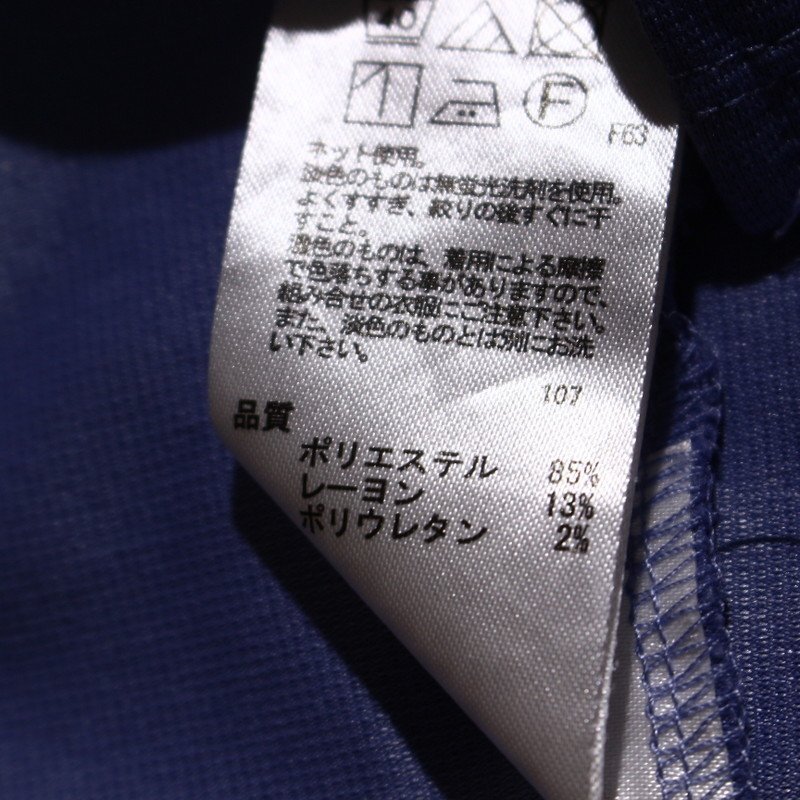 40
F
F63
ネット使用。
淡色のものは無蛍光洗剤を使用。
よくすすぎ、絞りの後すぐに干
すこと。
濃色のものは、着用による摩擦
で色落ちする事がありますので、
組み合せの衣服にご注意下さい。
また、淡色のものとは別にお洗
い下さい。
107
品質
ポリエステル 85%
レーヨン 13%
ポリウレタン 2%